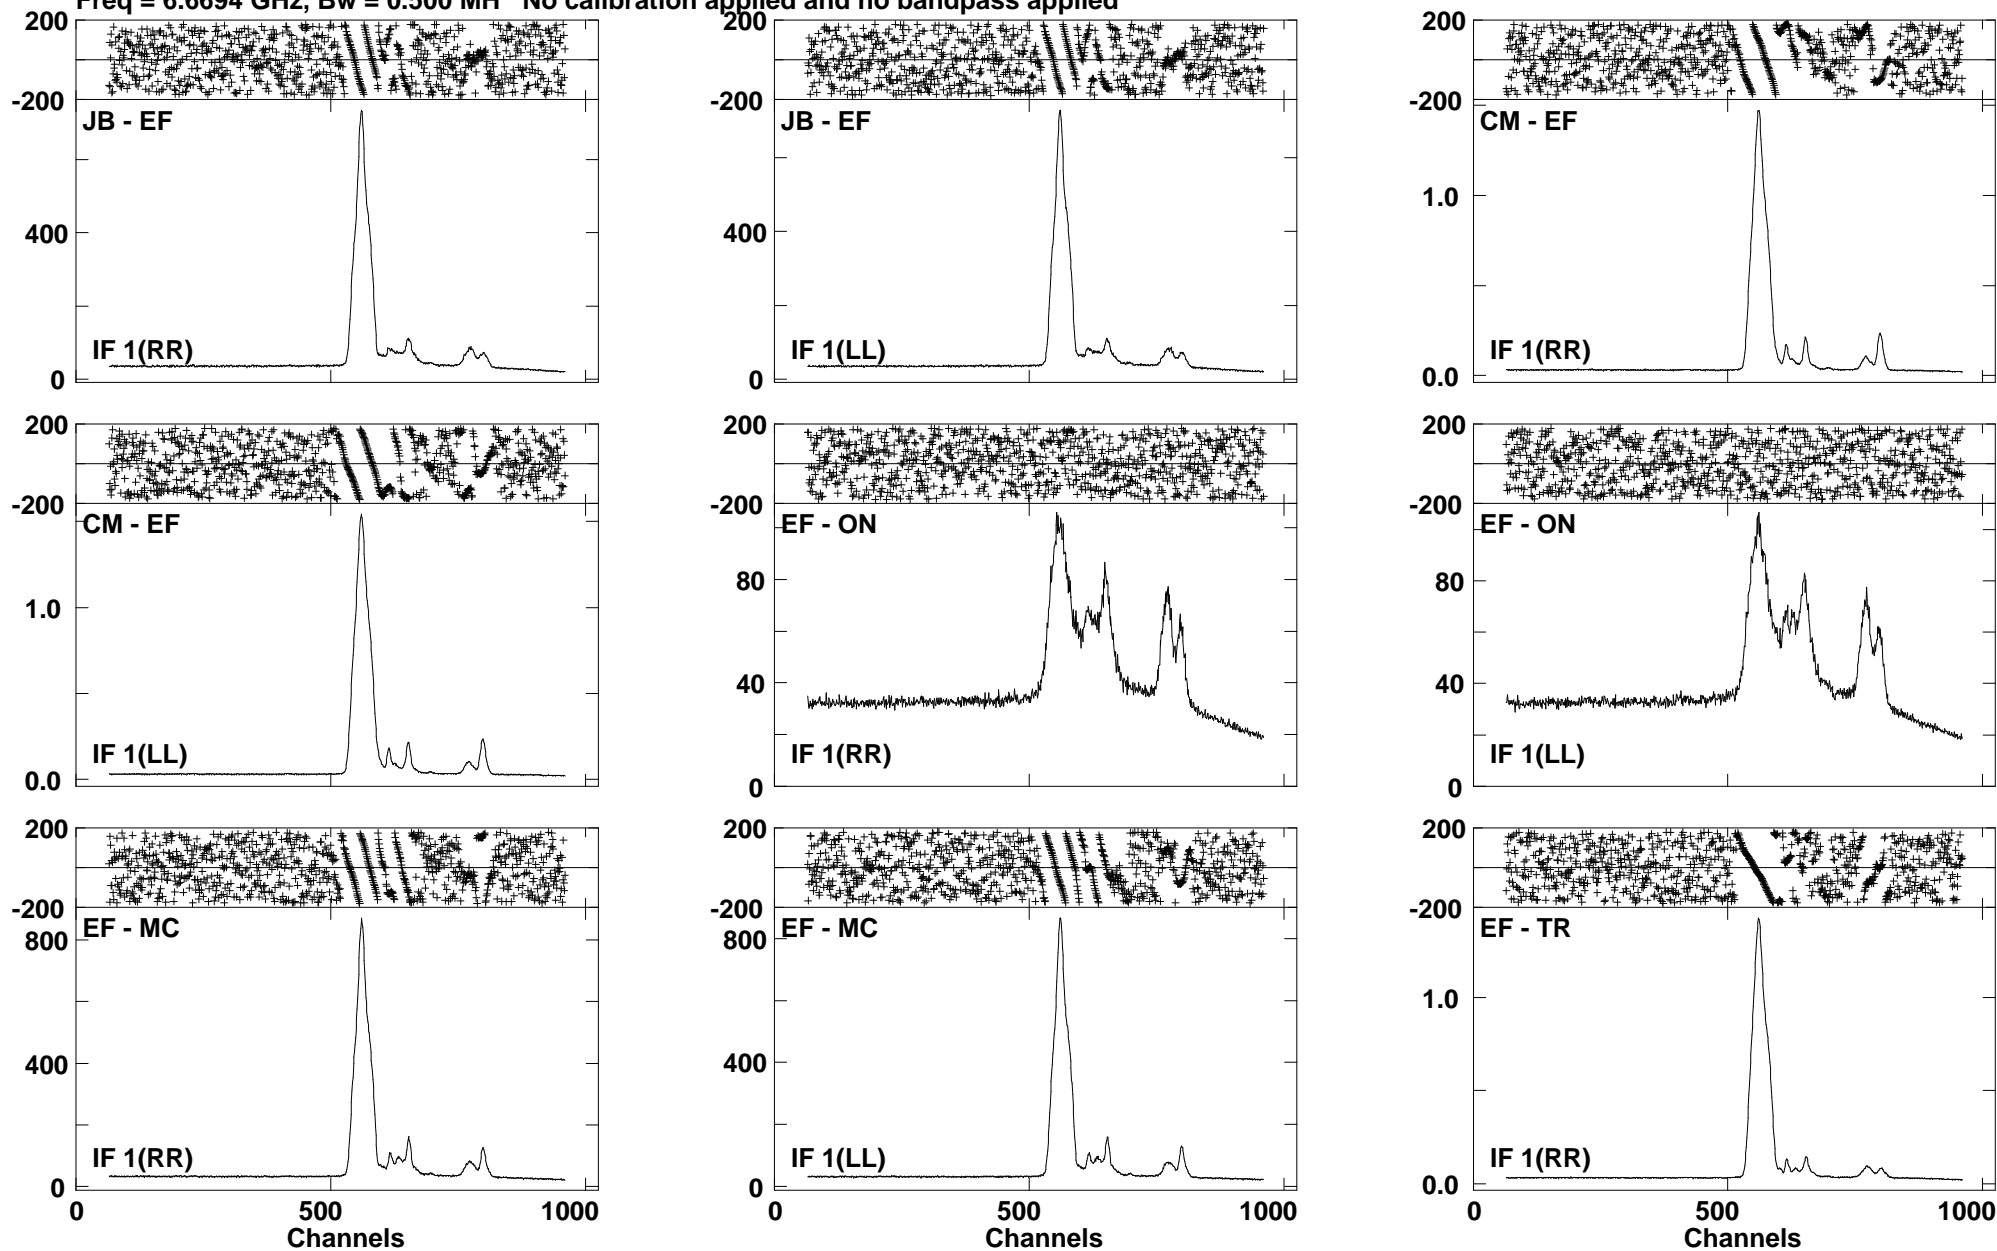 Freq = 6.6694 GHz, Bw = 0.500 MH No calibration applied and no bandpass applied
200 200 200
-200 -200 -200
JB - EF JB - EF CM - EF
400 400 1.0
IF 1(RR) IF 1(LL) IF 1(RR)
0 0 0.0
200 200 200
-200 -200 -200
CM - EF EF - ON EF - ON
1.0 80 80
40 40
IF 1(LL) IF 1(RR) IF 1(LL)
0.0 0 0
200 200 200
-200 -200 -200
EF - MC EF - MC EF - TR
800 800 1.0
400 400
IF 1(RR) IF 1(LL) IF 1(RR)
0 0 0.0
0 500 1000 0 500 1000 0 500 1000
Channels Channels Channels